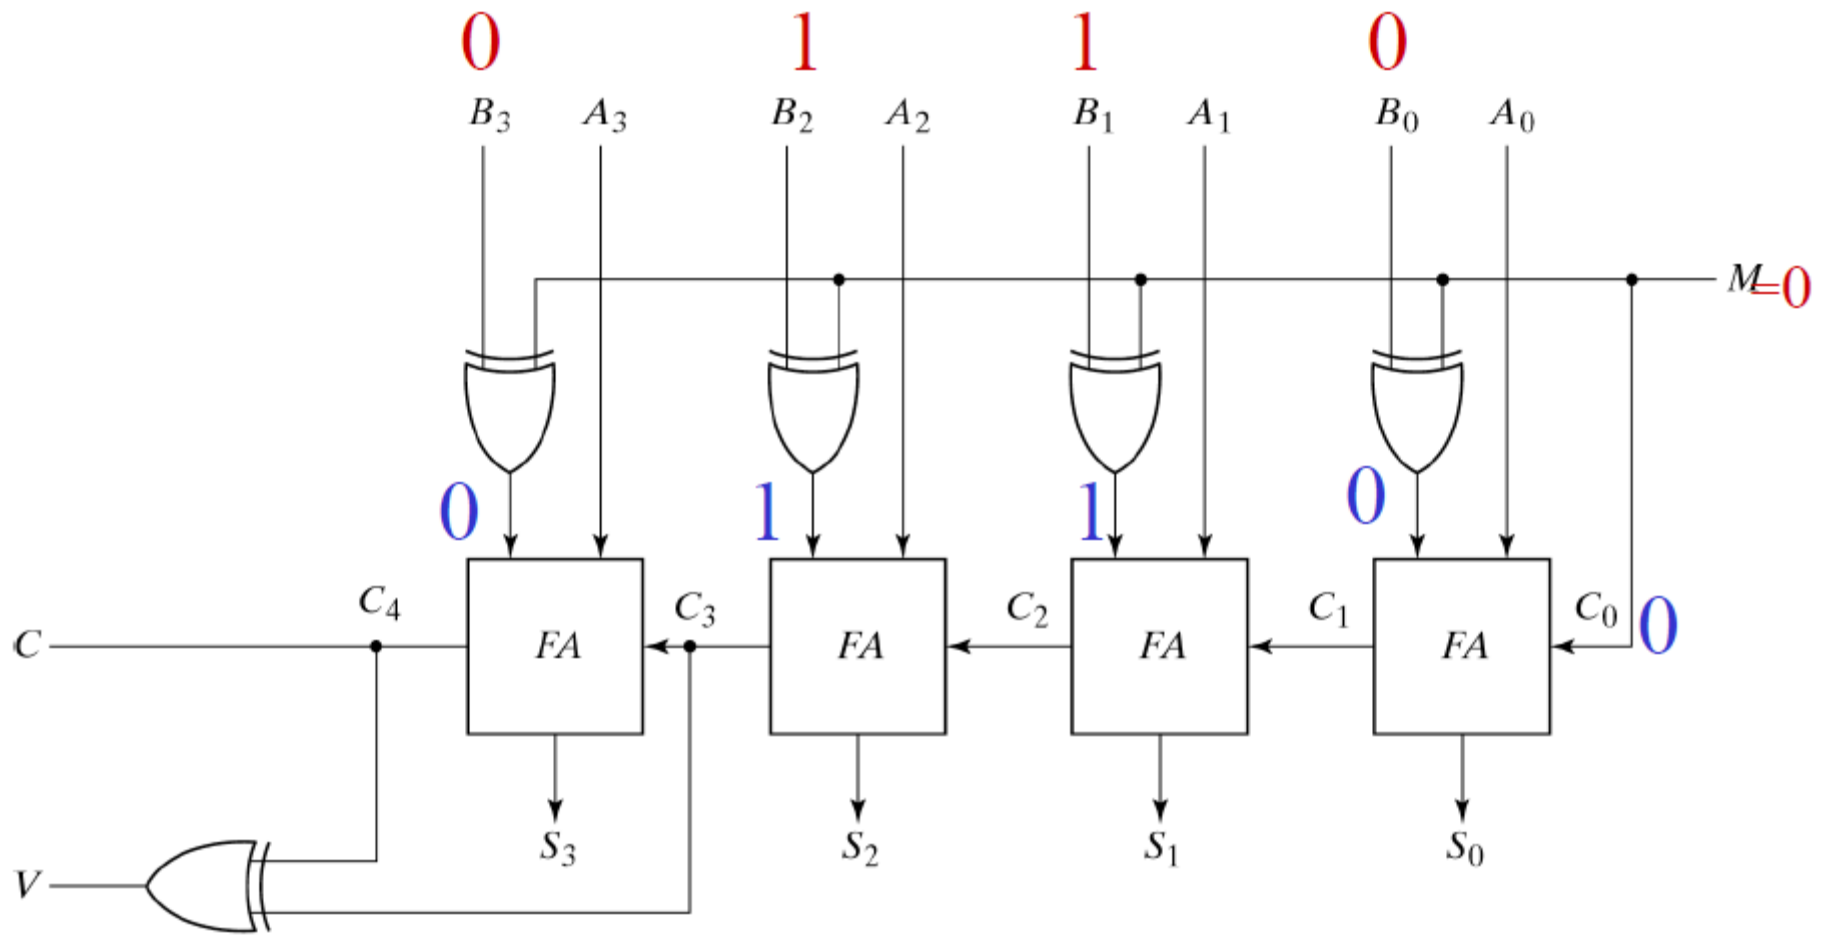 0 1 1 0
B₃ A₃ B₂ A₂ B₁ A₁ B₀ A₀
M=0
0 1 1 0
C₄ C₃ C₂ C₁ C₀ 0
C FA FA FA FA
S₃ S₂ S₁ S₀
V